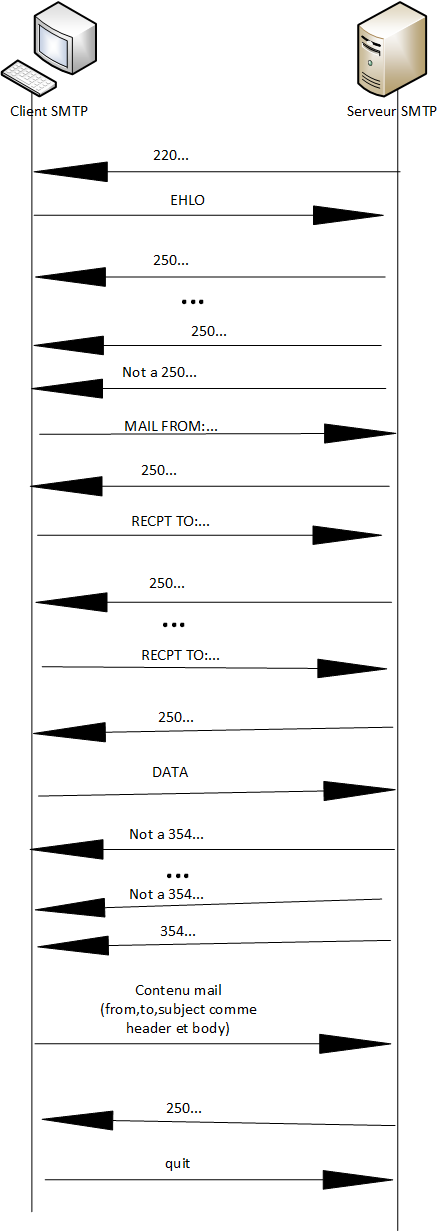 Client SMTP
Serveur SMTP
220...
EHLO
250...
...
250...
Not a 250...
MAIL FROM:...
250...
RECPT TO:...
250...
...
RECPT TO:...
250...
DATA
Not a 354...
...
Not a 354...
354...
Contenu mail
(from,to,subject comme
header et body)
250...
quit